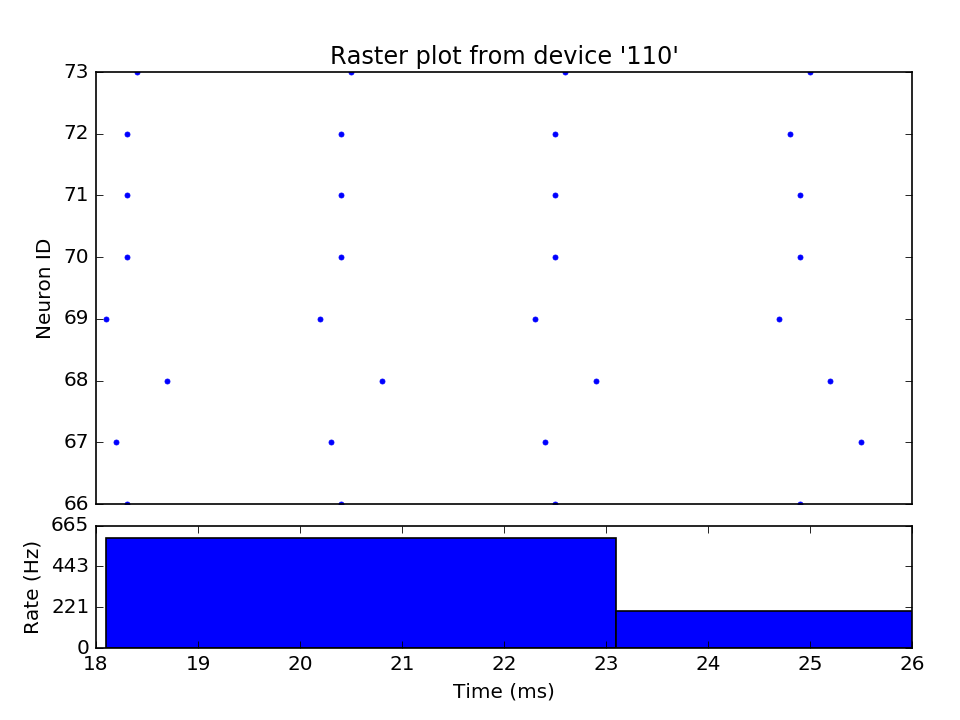 Raster plot from device '110'
73
72
71
70
69
68
67
66
Neuron ID
665
443
221
0
Rate (Hz)
18 19 20 21 22 23 24 25 26
Time (ms)